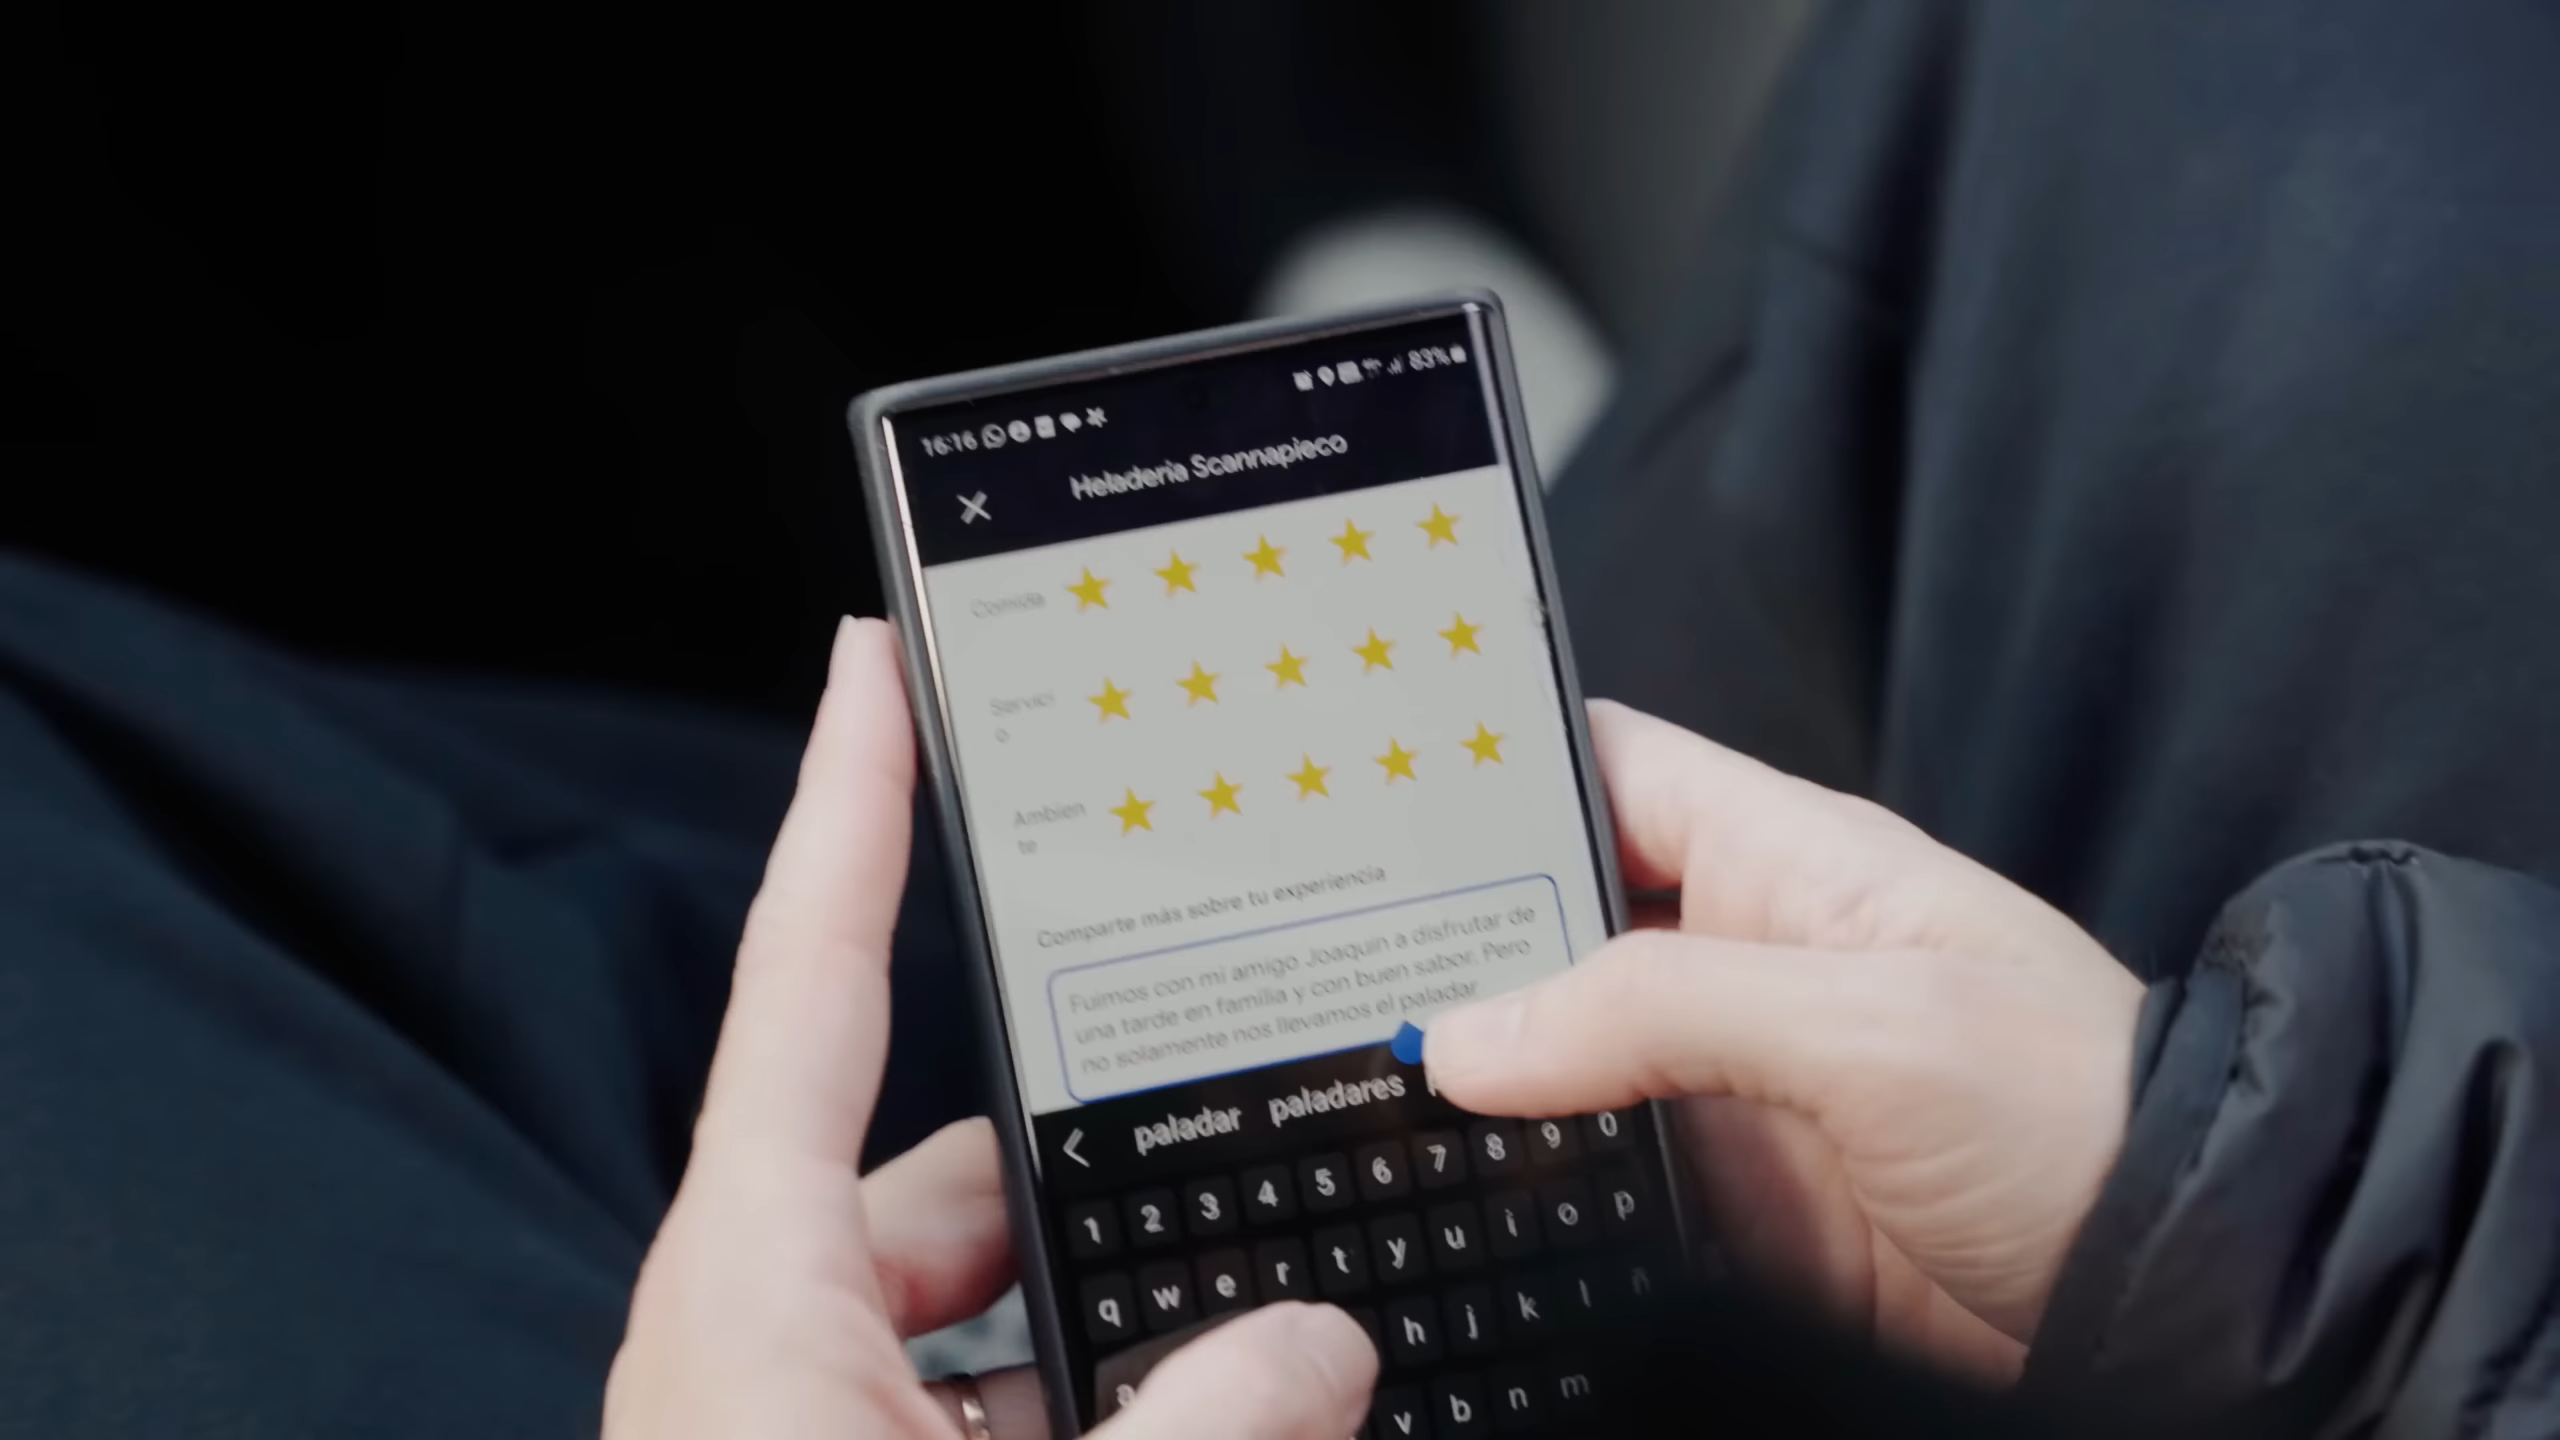 16:16
83%
Heladería Scannapieco
Comida
Servici
o
Ambien
te
Comparte más sobre tu experiencia
Fuimos con mi amigo Joaquin a disfrutar de
una tarde en familia y con buen sabor. Pero
no solamente nos llevamos el paladar
paladar paladares
1 2 3 4 5 6 7 8 9 0
q w e r t y u i o p
a h j k l ñ
v b n m